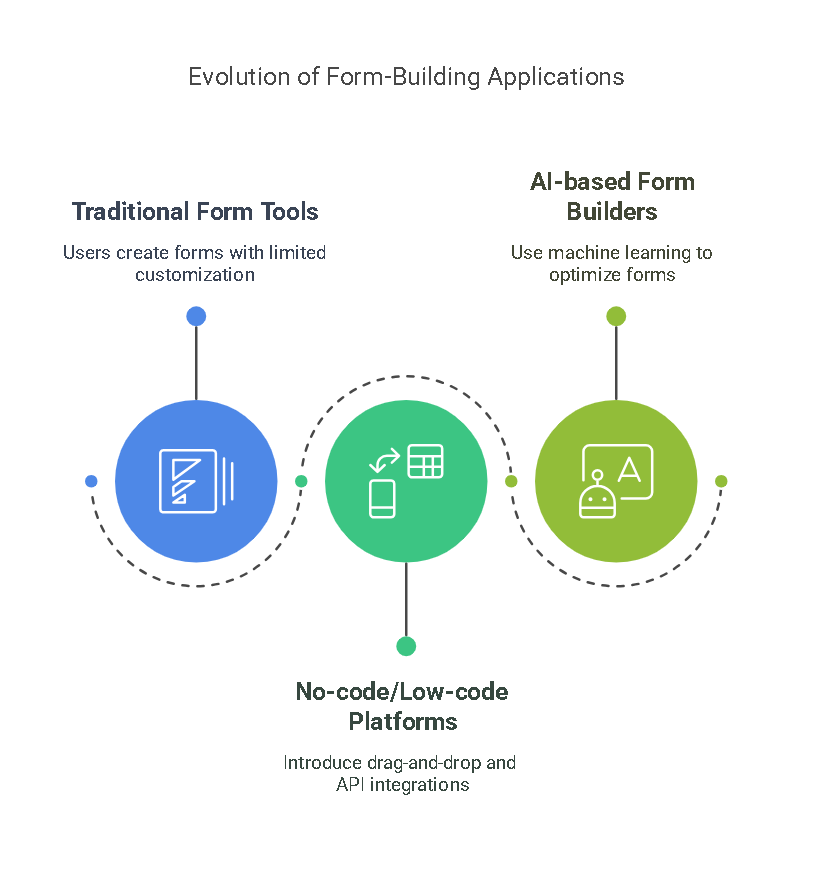 Evolution of Form-Building Applications
Traditional Form Tools
Users create forms with limited
customization
AI-based Form
Builders
Use machine learning to
optimize forms
A
No-code/Low-code
Platforms
Introduce drag-and-drop and
API integrations